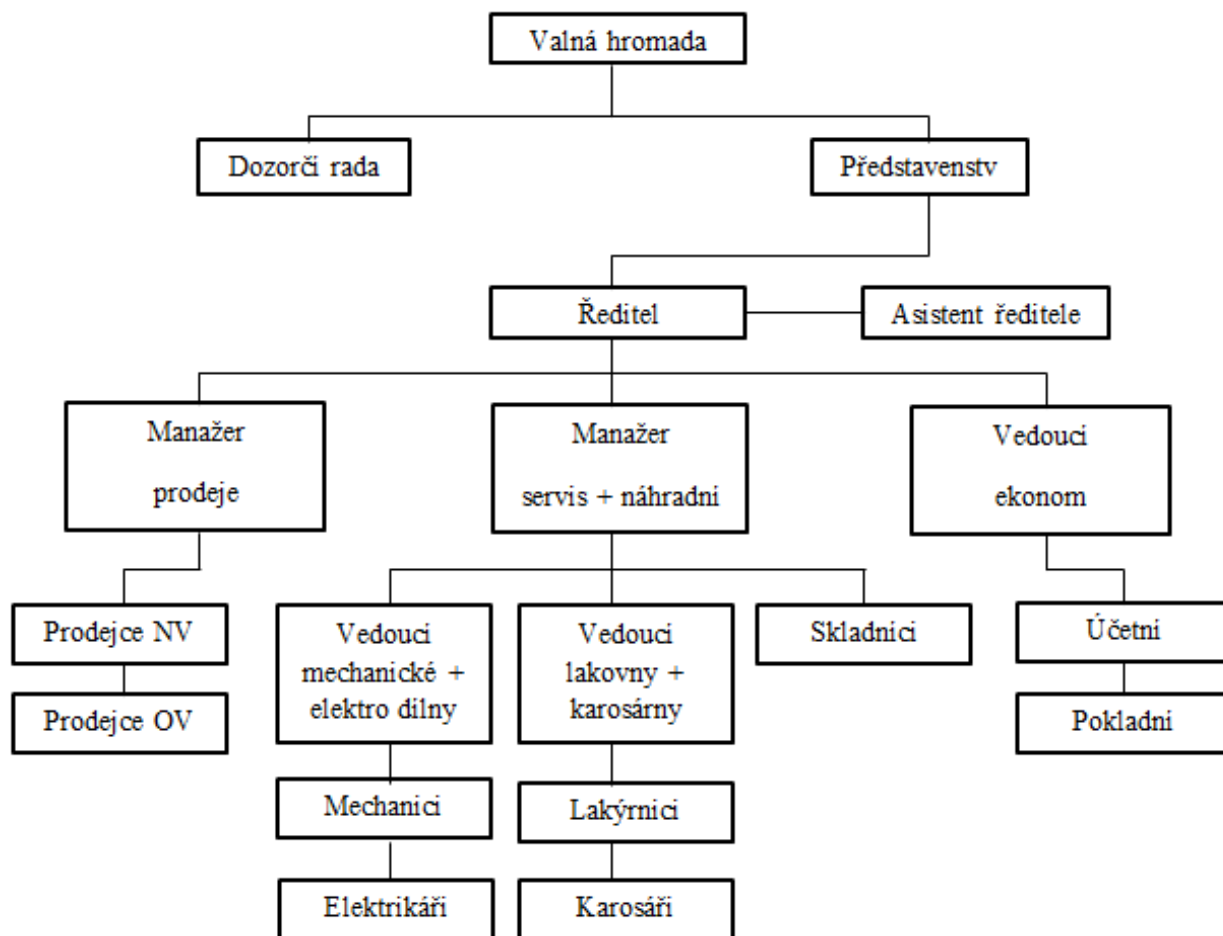 Valná hromada
Dozorčí rada
Představenstv
Ředitel
Asistent ředitele
Manažer
prodeje
Manažer
servis + náhradní
Vedoucí
ekonom
Prodejce NV
Prodejce OV
Vedoucí
mechanické +
elektro dílny
Vedoucí
lakovny +
karosárny
Skladníci
Účetní
Pokladní
Mechanici
Lakýrníci
Elektrikáři
Karosáři